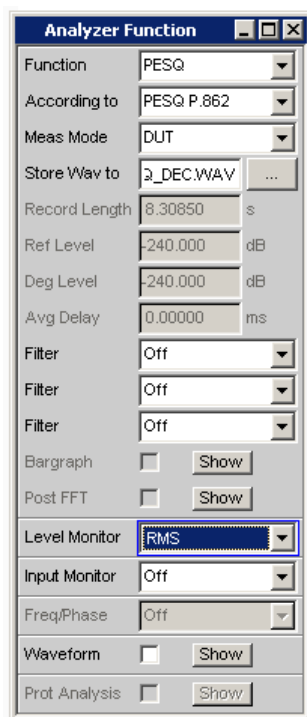 Analyzer Function
Function PESQ
According to PESQ P.862
Meas Mode DUT
Store Wav to Q_DEC.WAV ...
Record Length 8.30850 s
Ref Level -240.000 dB
Deg Level -240.000 dB
Avg Delay 0.00000 ms
Filter Off
Filter Off
Filter Off
Bargraph Show
Post FFT Show
Level Monitor RMS
Input Monitor Off
Freq/Phase Off
Waveform Show
Prot Analysis Show